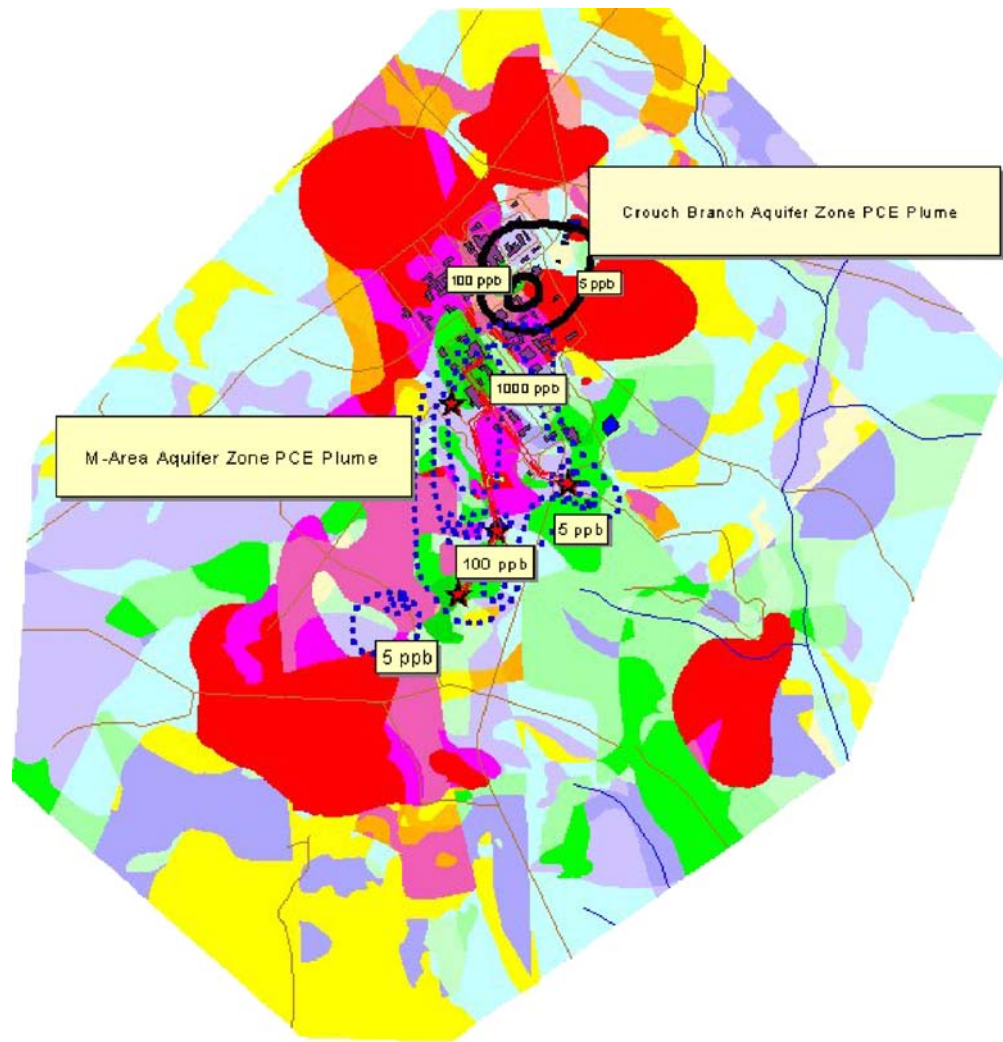 Crouch Branch Aquifer Zone PCE Plume
100 ppb
5 ppb
1000 ppb
M-Area Aquifer Zone PCE Plume
5 ppb
100 ppb
5 ppb